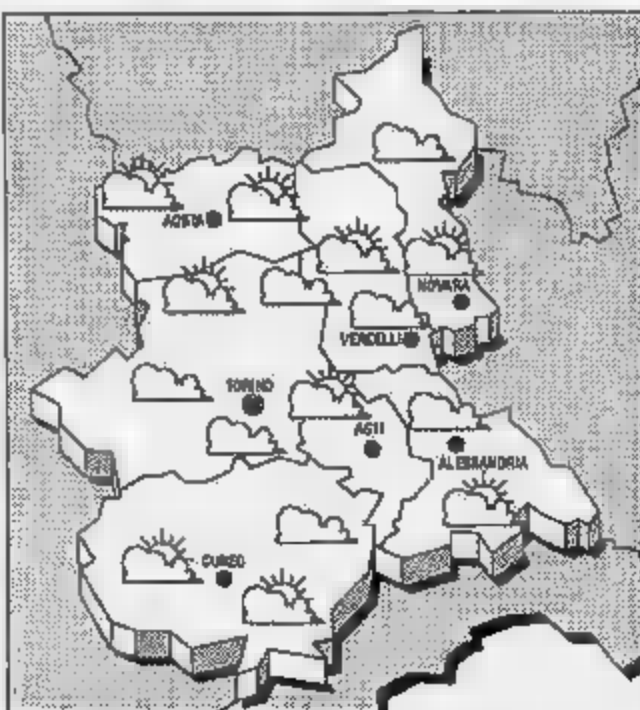 AOSTA
NOVARA
VERCELLI
TORINO
ASTI
ALESSANDRIA
CUNEO